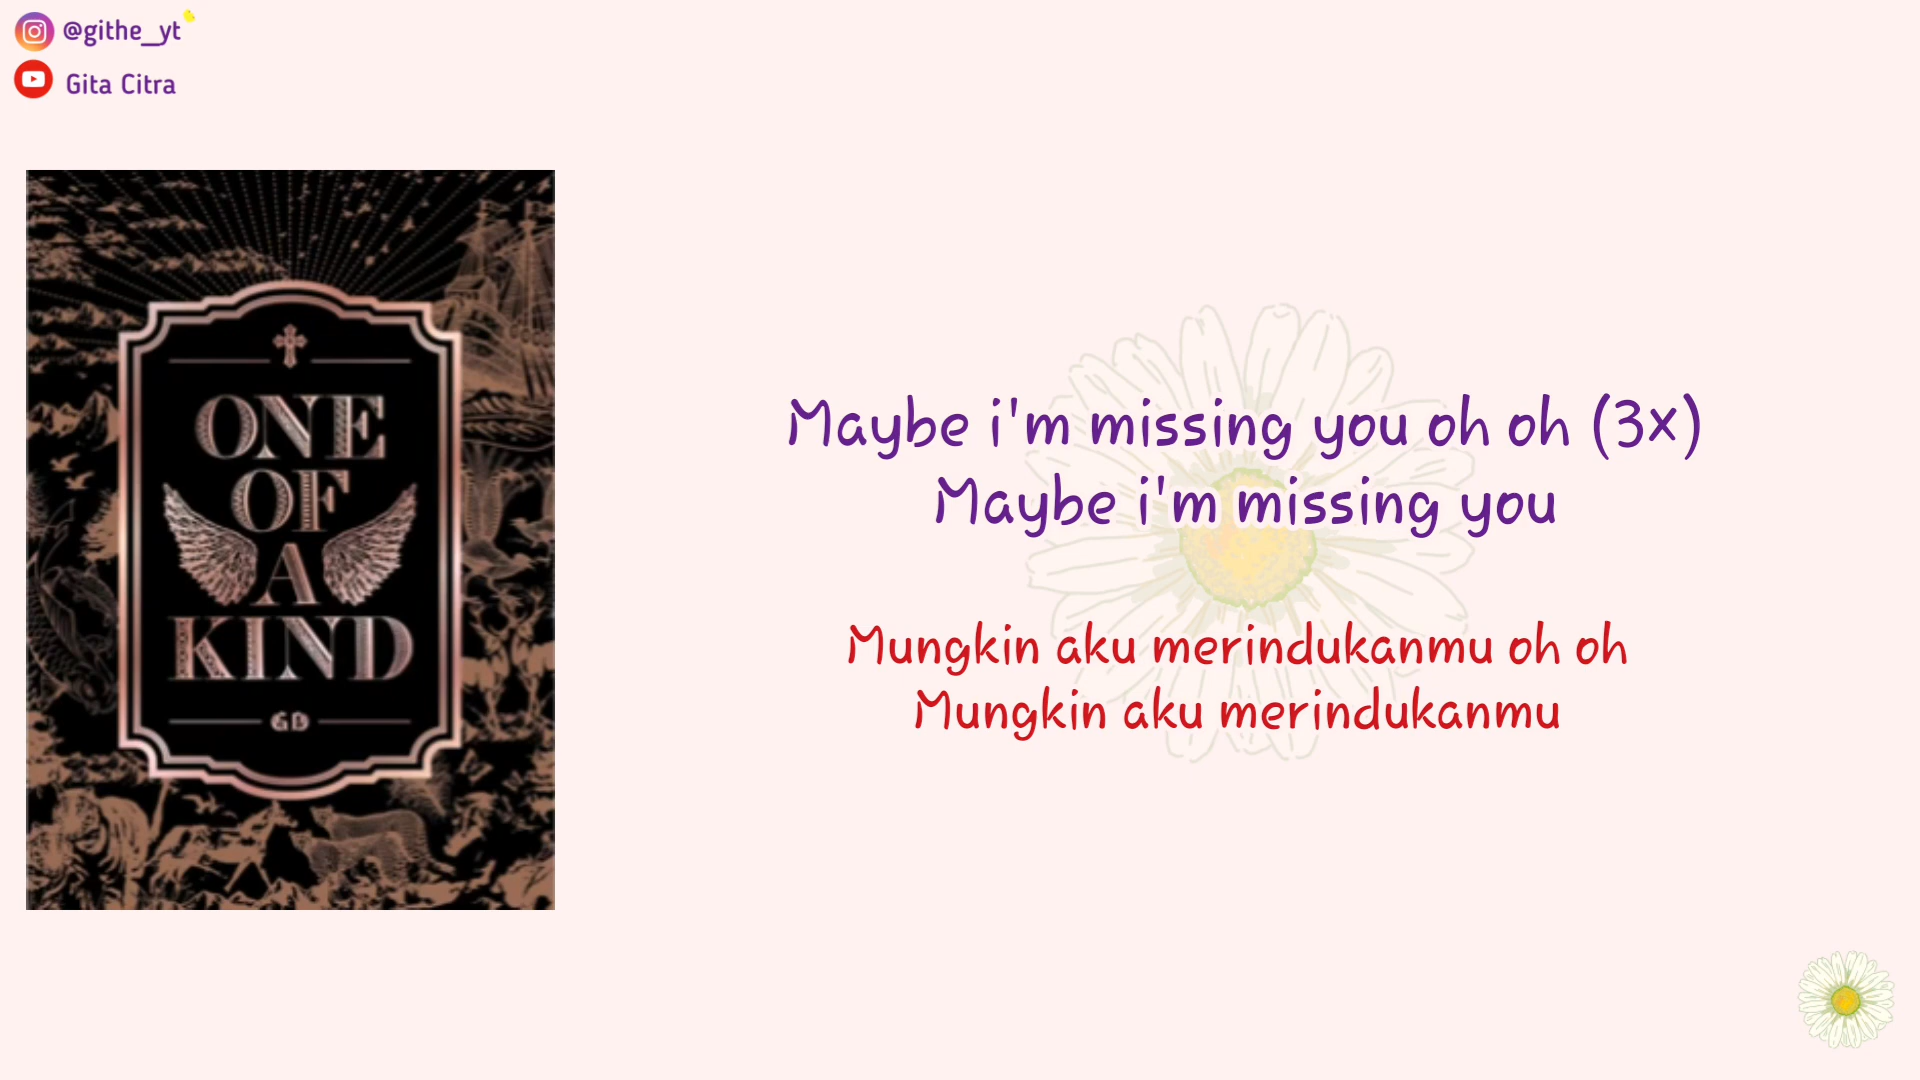 @githe_yt
Gita Citra
ONE
OF
A
KIND
GD
Maybe i'm missing you oh oh (3x)
Maybe i'm missing you
Mungkin aku merindukanmu oh oh
Mungkin aku merindukanmu